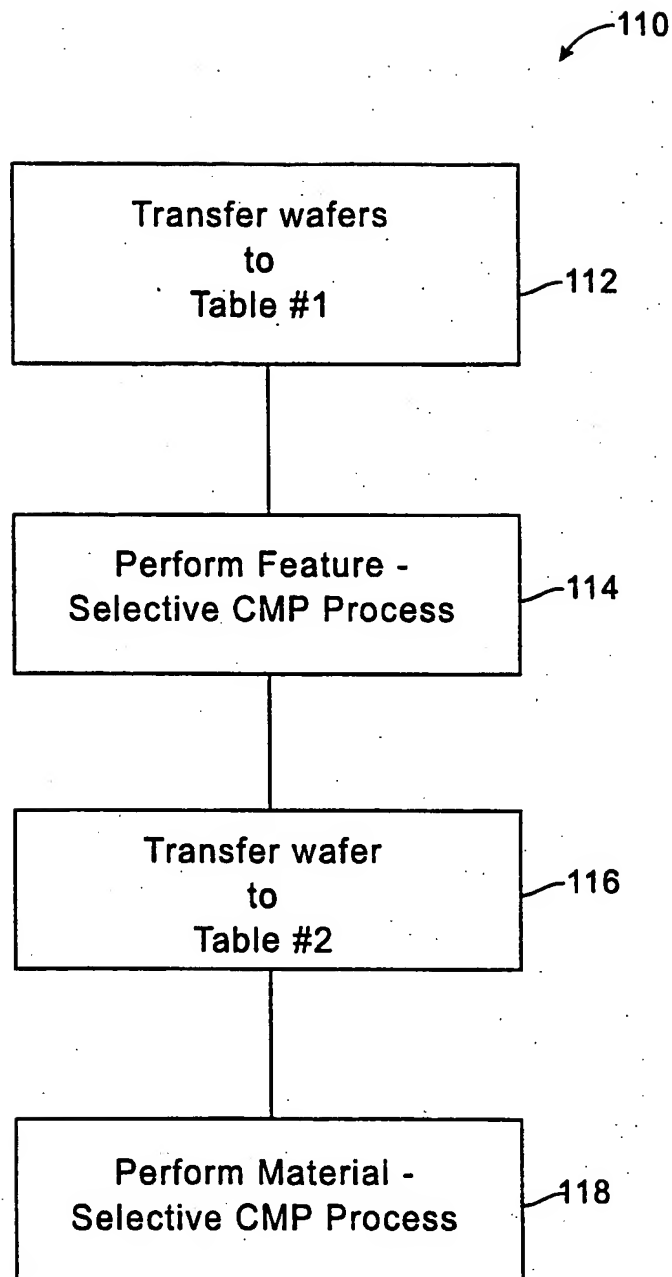 110
Transfer wafers
to
Table #1
112
Perform Feature -
Selective CMP Process
114
Transfer wafer
to
Table #2
116
Perform Material -
Selective CMP Process
118